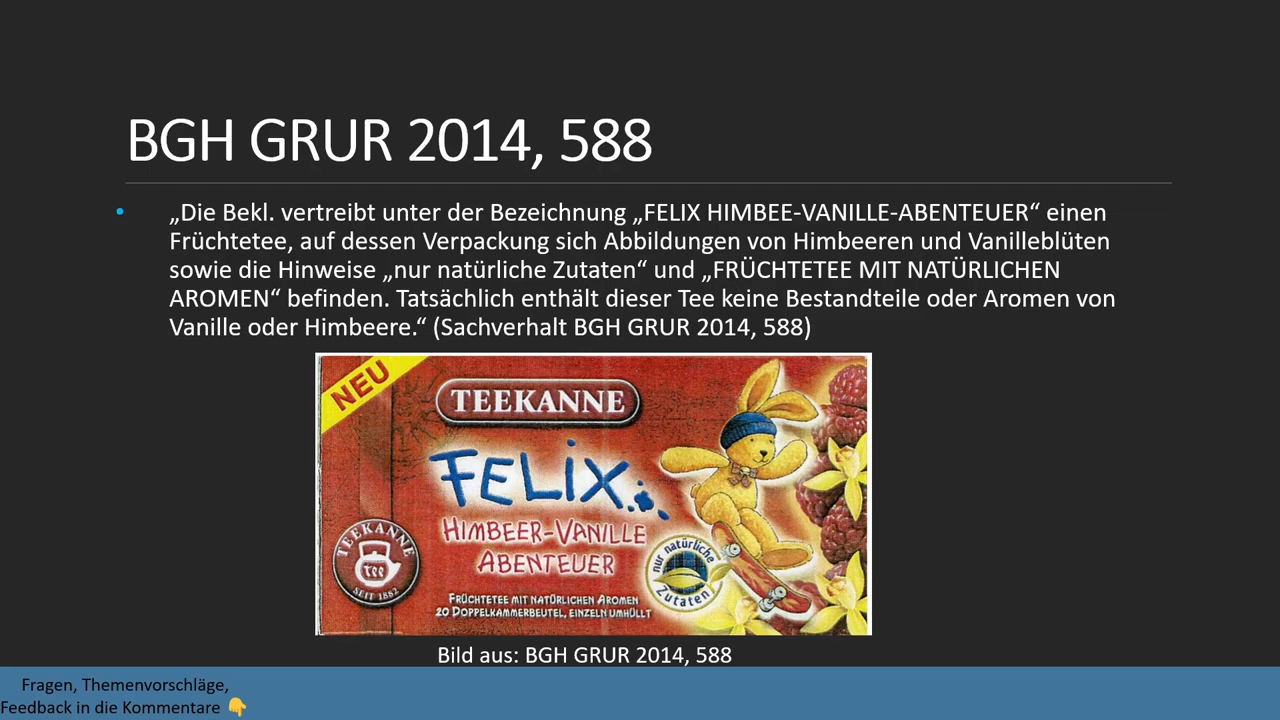 BGH GRUR 2014, 588
• „Die Bekl. vertreibt unter der Bezeichnung „FELIX HIMBEE-VANILLE-ABENTEUER“ einen
Früchtetee, auf dessen Verpackung sich Abbildungen von Himbeeren und Vanilleblüten
sowie die Hinweise „nur natürliche Zutaten“ und „FRÜCHTETEE MIT NATÜRLICHEN
AROMEN“ befinden. Tatsächlich enthält dieser Tee keine Bestandteile oder Aromen von
Vanille oder Himbeere.“ (Sachverhalt BGH GRUR 2014, 588)
NEU
TEEKANNE
FELIX
HIMBEER-VANILLE
ABENTEUER
TEEKANNE
tee
SEIT 1882
nur natürliche
Zutaten
FRÜCHTETEE MIT NATÜRLICHEN AROMEN
20 DOPPELKAMMERBEUTEL, EINZELN UMHÜLLT
Bild aus: BGH GRUR 2014, 588
Fragen, Themenvorschläge,
Feedback in die Kommentare 👇